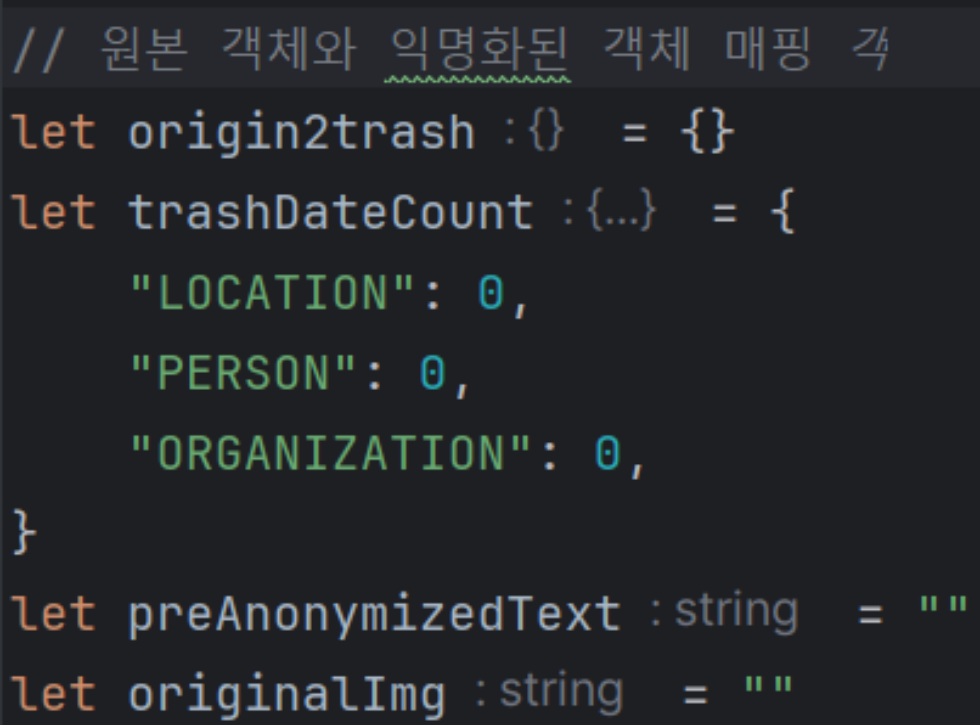 // 원본 객체와 익명화된 객체 매핑
let origin2trash :{} = {}
let trashDateCount :{...} = {
"LOCATION": 0,
"PERSON": 0,
"ORGANIZATION": 0,
}
let preAnonymizedText :string = ""
let originalImg :string = ""